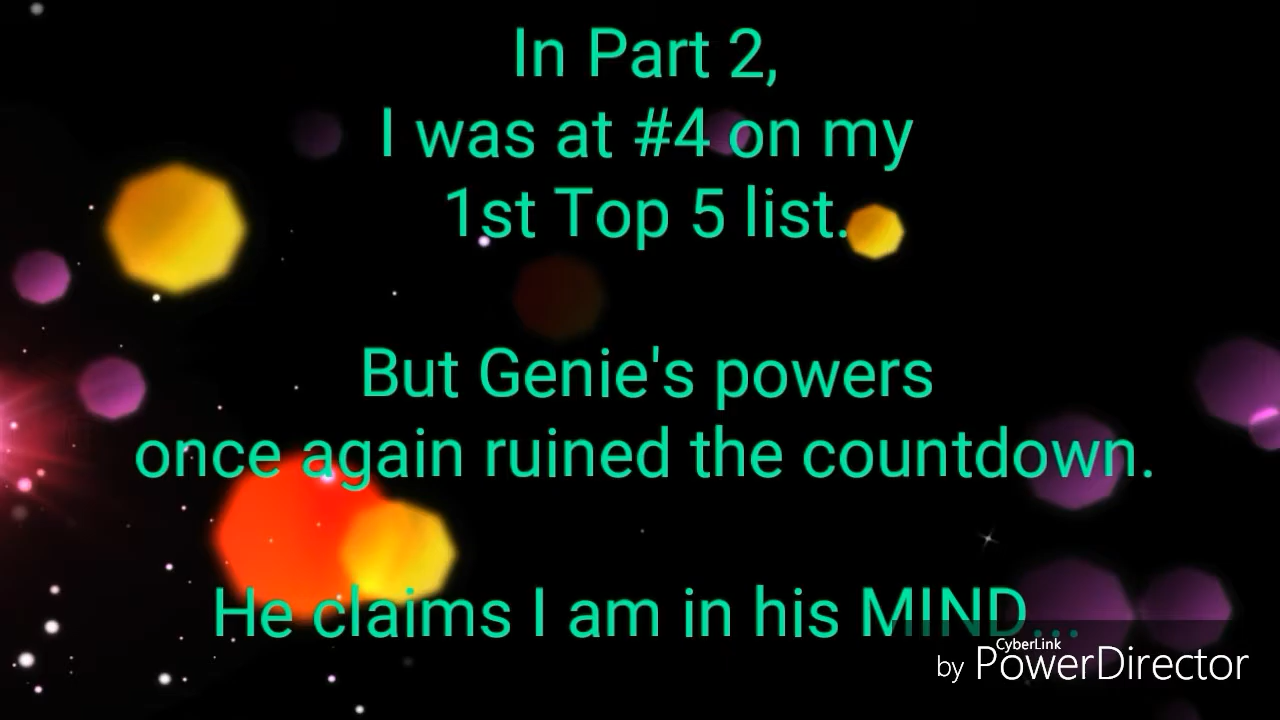 In Part 2,
I was at #4 on my
1st Top 5 list.
But Genie's powers
once again ruined the countdown.
He claims I am in his MIND...
CyberLink
by PowerDirector